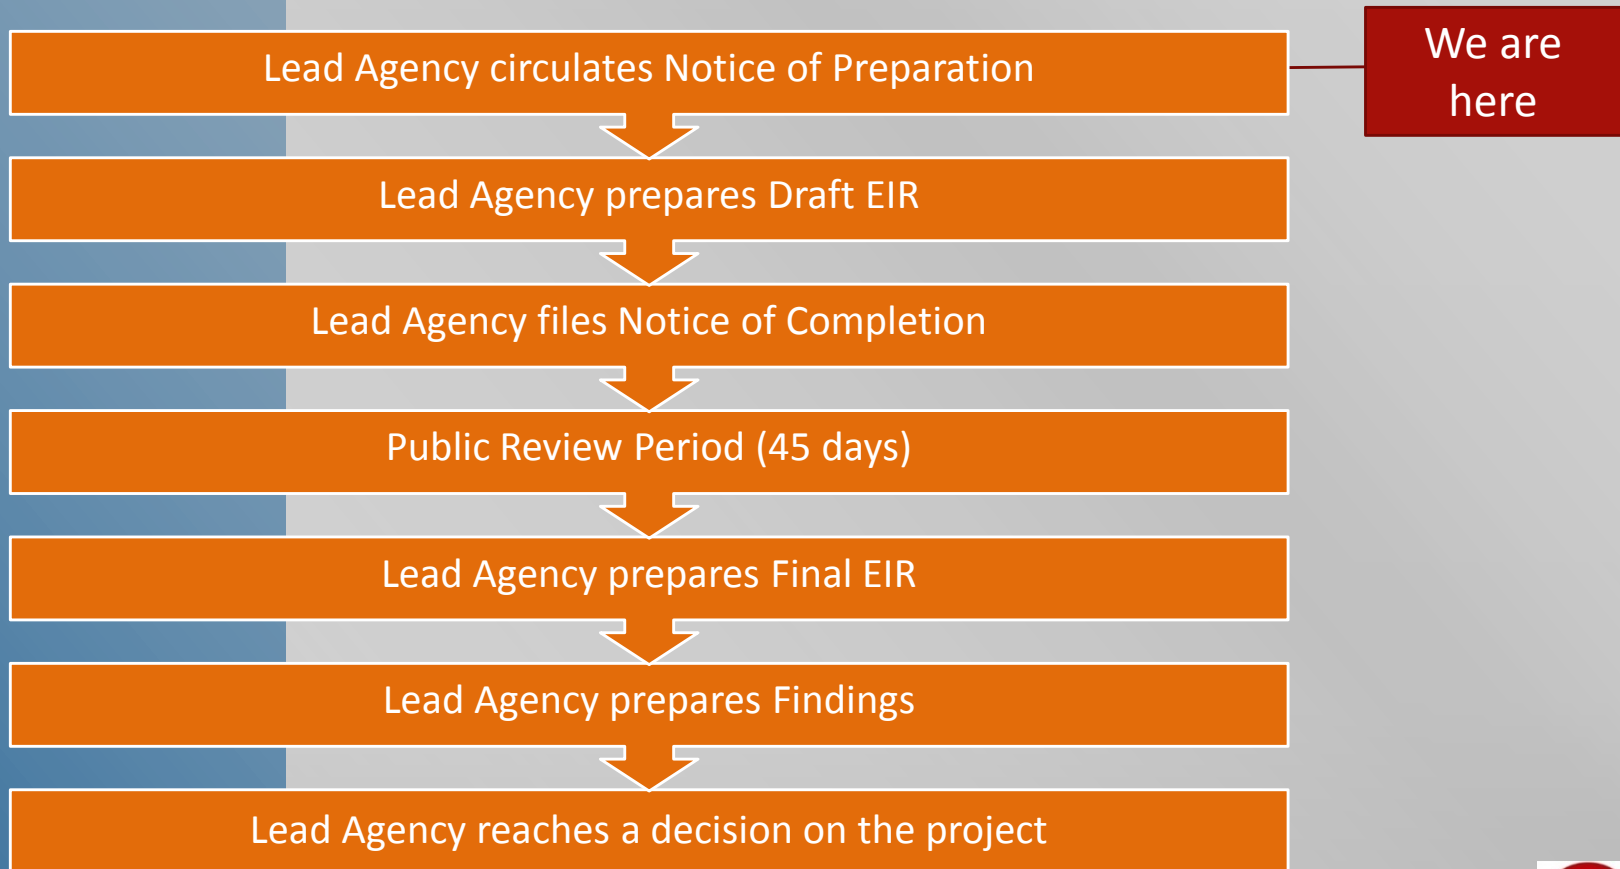 Lead Agency circulates Notice of Preparation
We are
here
Lead Agency prepares Draft EIR
Lead Agency files Notice of Completion
Public Review Period (45 days)
Lead Agency prepares Final EIR
Lead Agency prepares Findings
Lead Agency reaches a decision on the project